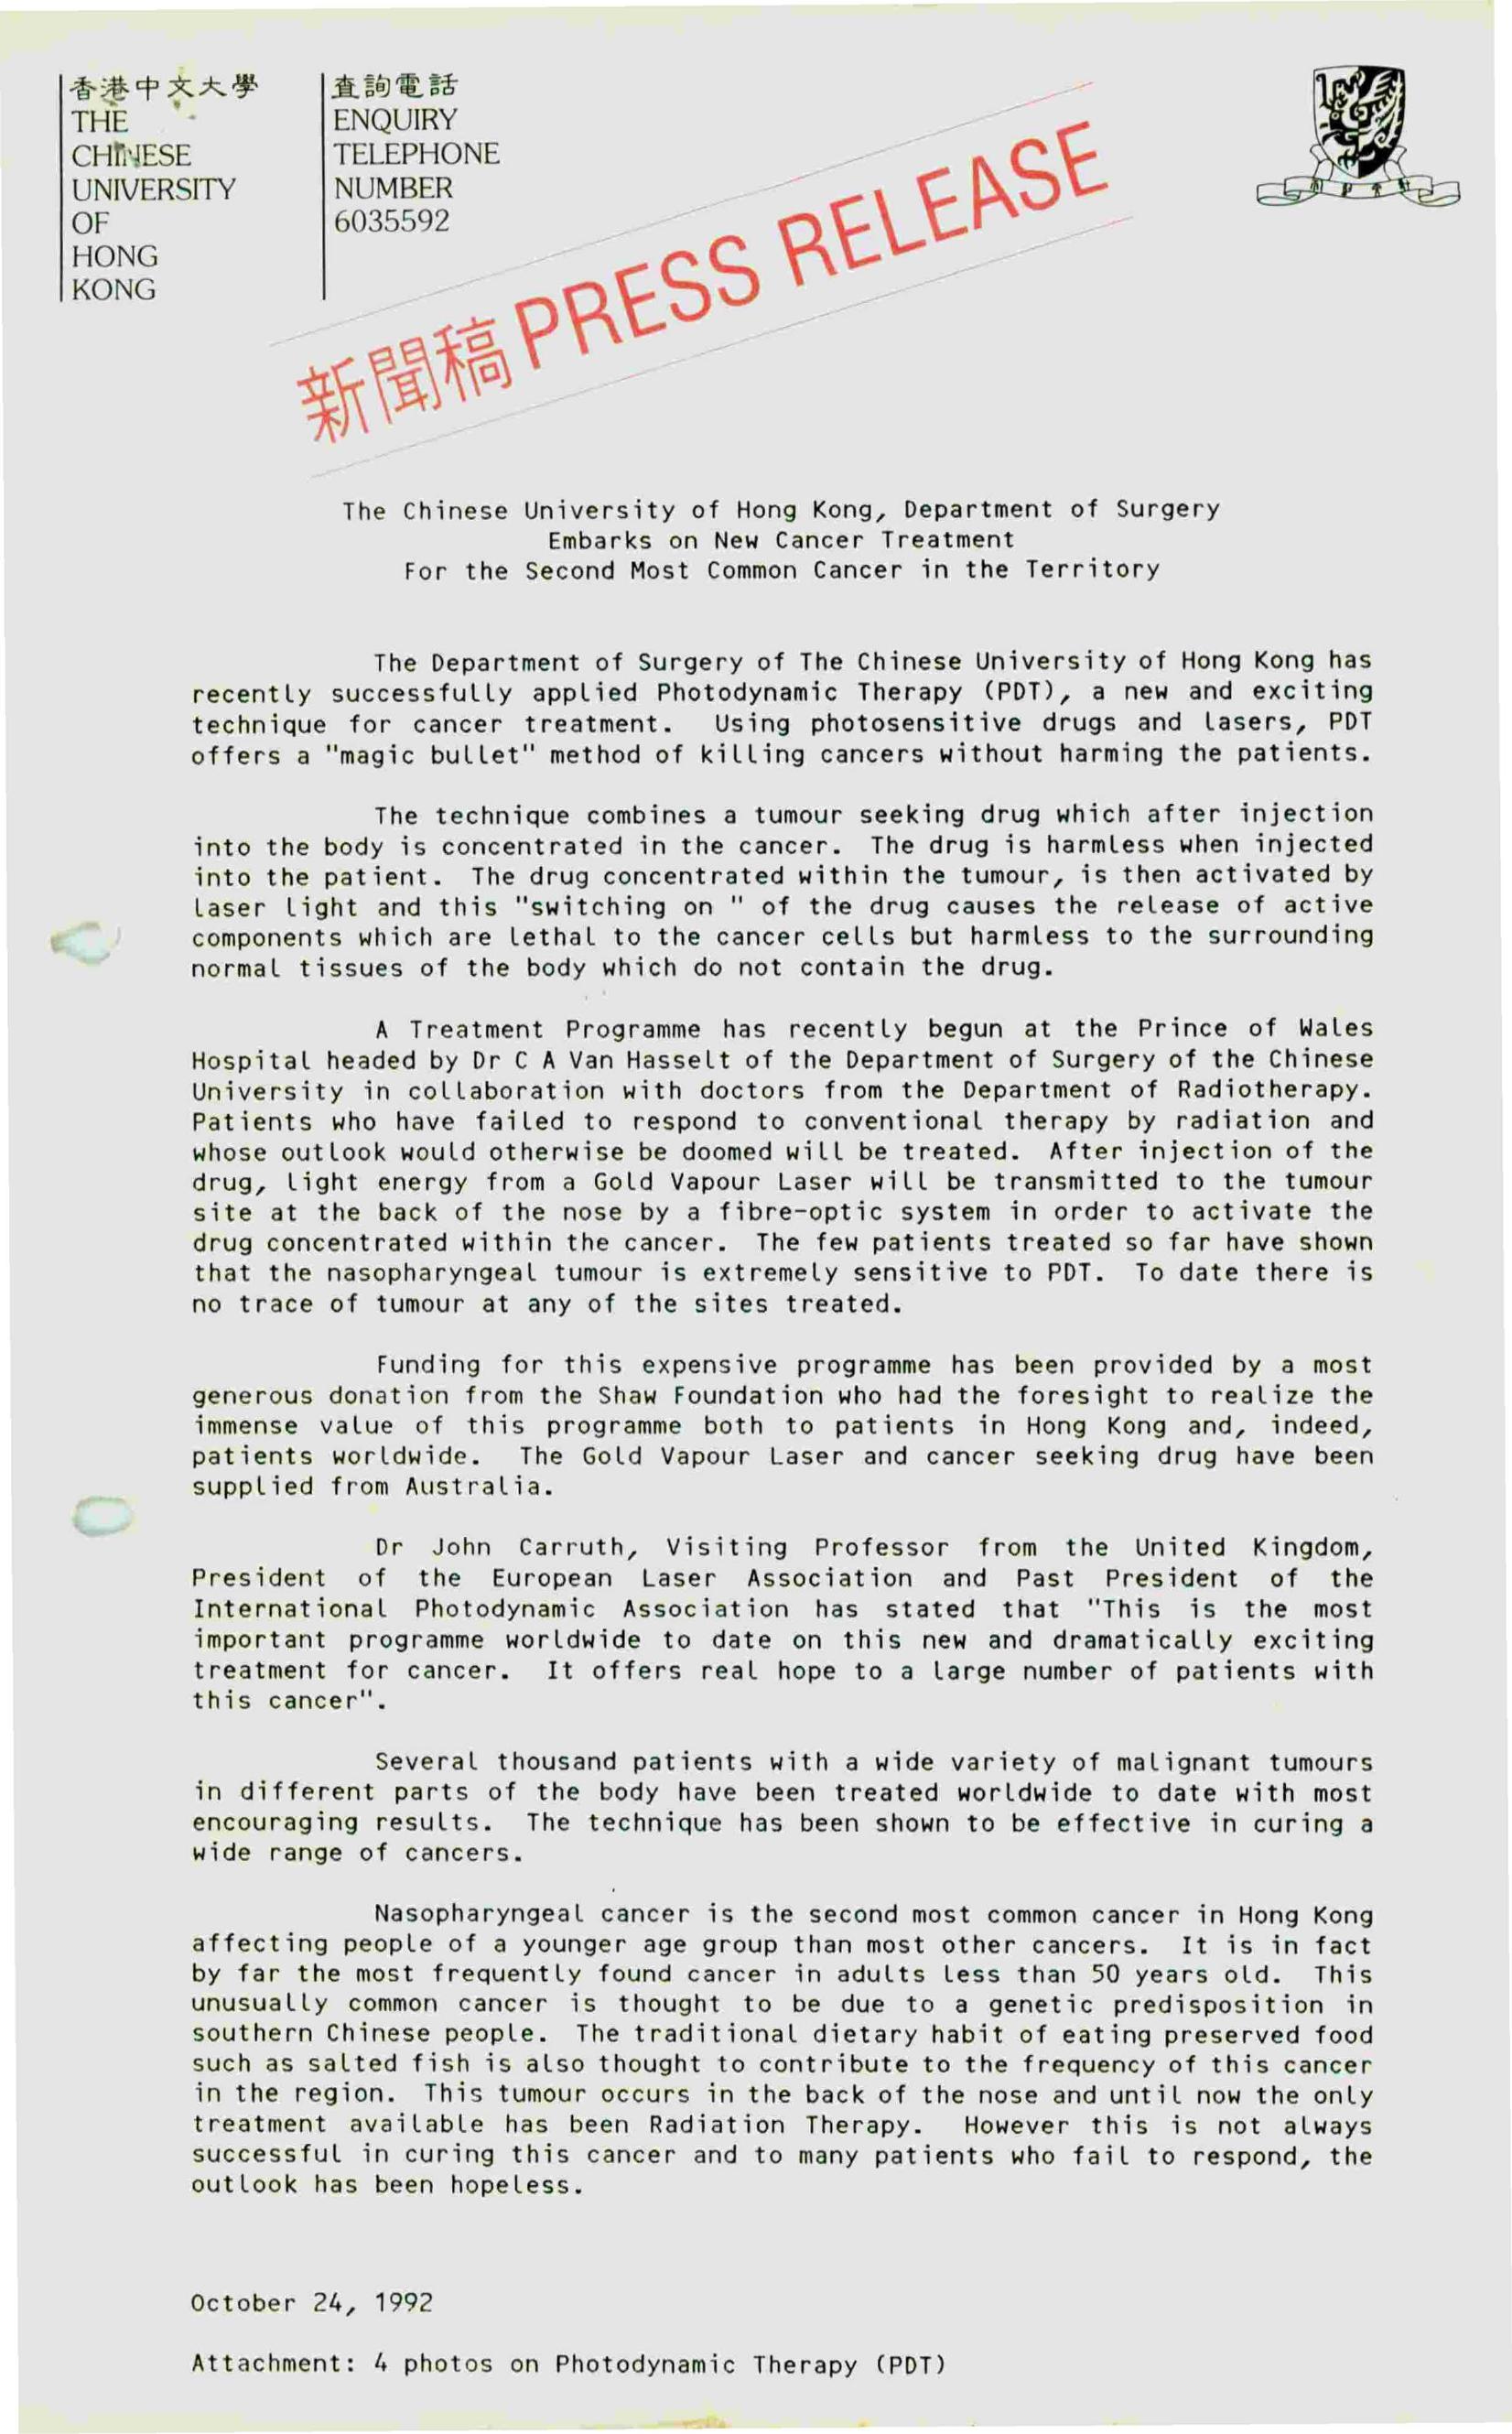 香港中文大學
THE
CHINESE
UNIVERSITY
OF
HONG
KONG
查詢電話
ENQUIRY
TELEPHONE
NUMBER
6035592
新聞稿 PRESS RELEASE
The Chinese University of Hong Kong, Department of Surgery
Embarks on New Cancer Treatment
For the Second Most Common Cancer in the Territory
The Department of Surgery of The Chinese University of Hong Kong has
recently successfully applied Photodynamic Therapy (PDT), a new and exciting
technique for cancer treatment. Using photosensitive drugs and lasers, PDT
offers a "magic bullet" method of killing cancers without harming the patients.
The technique combines a tumour seeking drug which after injection
into the body is concentrated in the cancer. The drug is harmless when injected
into the patient. The drug concentrated within the tumour, is then activated by
laser light and this "switching on " of the drug causes the release of active
components which are lethal to the cancer cells but harmless to the surrounding
normal tissues of the body which do not contain the drug.
A Treatment Programme has recently begun at the Prince of Wales
Hospital headed by Dr C A Van Hasselt of the Department of Surgery of the Chinese
University in collaboration with doctors from the Department of Radiotherapy.
Patients who have failed to respond to conventional therapy by radiation and
whose outlook would otherwise be doomed will be treated. After injection of the
drug, light energy from a Gold Vapour Laser will be transmitted to the tumour
site at the back of the nose by a fibre-optic system in order to activate the
drug concentrated within the cancer. The few patients treated so far have shown
that the nasopharyngeal tumour is extremely sensitive to PDT. To date there is
no trace of tumour at any of the sites treated.
Funding for this expensive programme has been provided by a most
generous donation from the Shaw Foundation who had the foresight to realize the
immense value of this programme both to patients in Hong Kong and, indeed,
patients worldwide. The Gold Vapour Laser and cancer seeking drug have been
supplied from Australia.
Dr John Carruth, Visiting Professor from the United Kingdom,
President of the European Laser Association and Past President of the
International Photodynamic Association has stated that "This is the most
important programme worldwide to date on this new and dramatically exciting
treatment for cancer. It offers real hope to a large number of patients with
this cancer".
Several thousand patients with a wide variety of malignant tumours
in different parts of the body have been treated worldwide to date with most
encouraging results. The technique has been shown to be effective in curing a
wide range of cancers.
Nasopharyngeal cancer is the second most common cancer in Hong Kong
affecting people of a younger age group than most other cancers. It is in fact
by far the most frequently found cancer in adults less than 50 years old. This
unusually common cancer is thought to be due to a genetic predisposition in
southern Chinese people. The traditional dietary habit of eating preserved food
such as salted fish is also thought to contribute to the frequency of this cancer
in the region. This tumour occurs in the back of the nose and until now the only
treatment available has been Radiation Therapy. However this is not always
successful in curing this cancer and to many patients who fail to respond, the
outlook has been hopeless.
October 24, 1992
Attachment: 4 photos on Photodynamic Therapy (PDT)